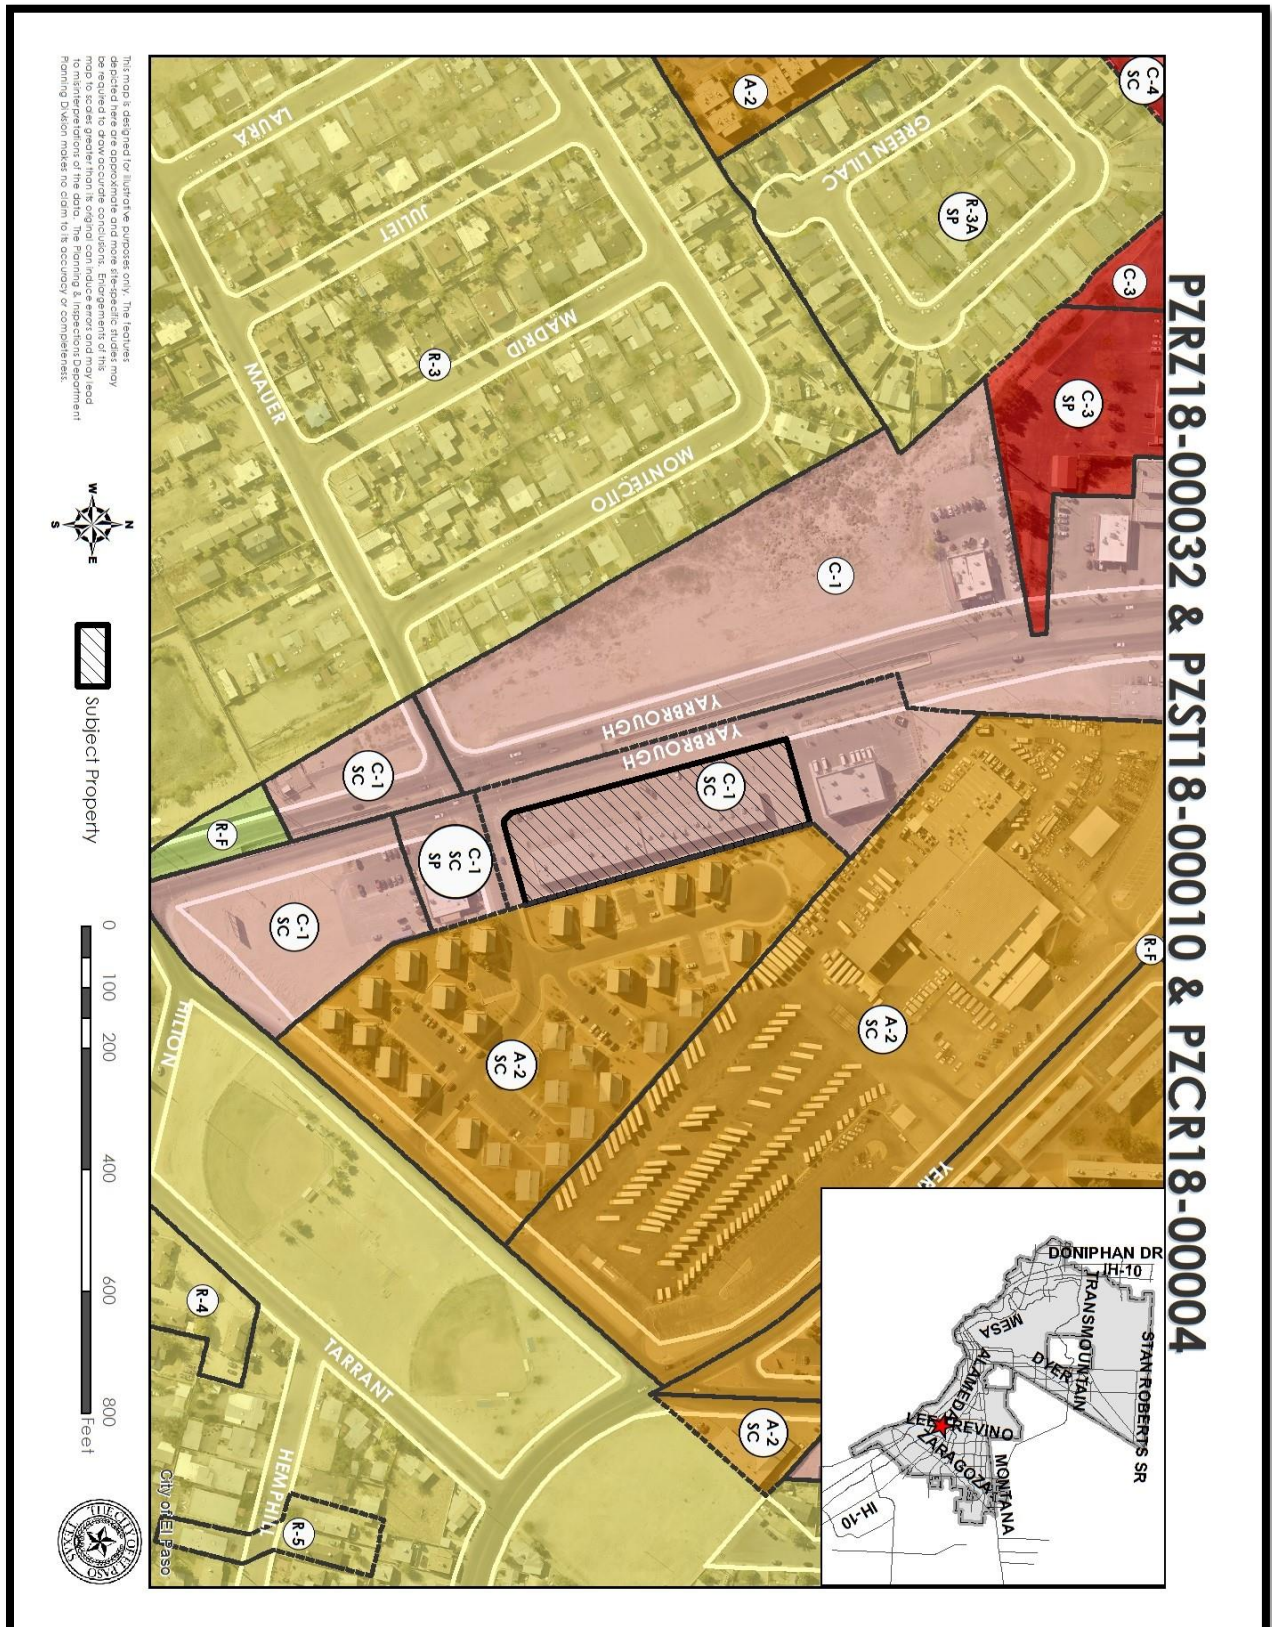 PZRZ18-00032 & PZST18-00010 & PZCR18-00004
C-4
SC
A-2
GREEN LILAC
R-3A
SP
C-3
C-3
SP
LAURA
JULIET
MADRID
R-3
MAUER
MONTECITO
C-1
YARBROUGH
YARBROUGH
C-1
SC
C-1
SC
C-1
SC
SP
R-F
C-1
SC
A-2
SC
A-2
SC
R-F
HILTON
R-4
TARRANT
HEMPHILL
R-5
A-2
SC
DONIPHAN DR
IH-10
TRANSMOUNTAIN
STAN ROBERTS SR
MESA
DYER
ALAMEDA
LEE TREVINO
ZARAGOZA
MONTANA
IH-10
City of El Paso
This map is designed for illustrative purposes only. The features
depicted here are approximate and more site-specific studies may
be required to draw accurate conclusions. Enlargements of this
map to scales greater than its original can induce errors and may lead
to misinterpretations of the data. The Planning & Inspections Department
Planning Division makes no claim to its accuracy or completeness.
N
W
E
S
Subject Property
0 100 200 400 600 800
Feet
THE CITY OF EL PASO
TEXAS